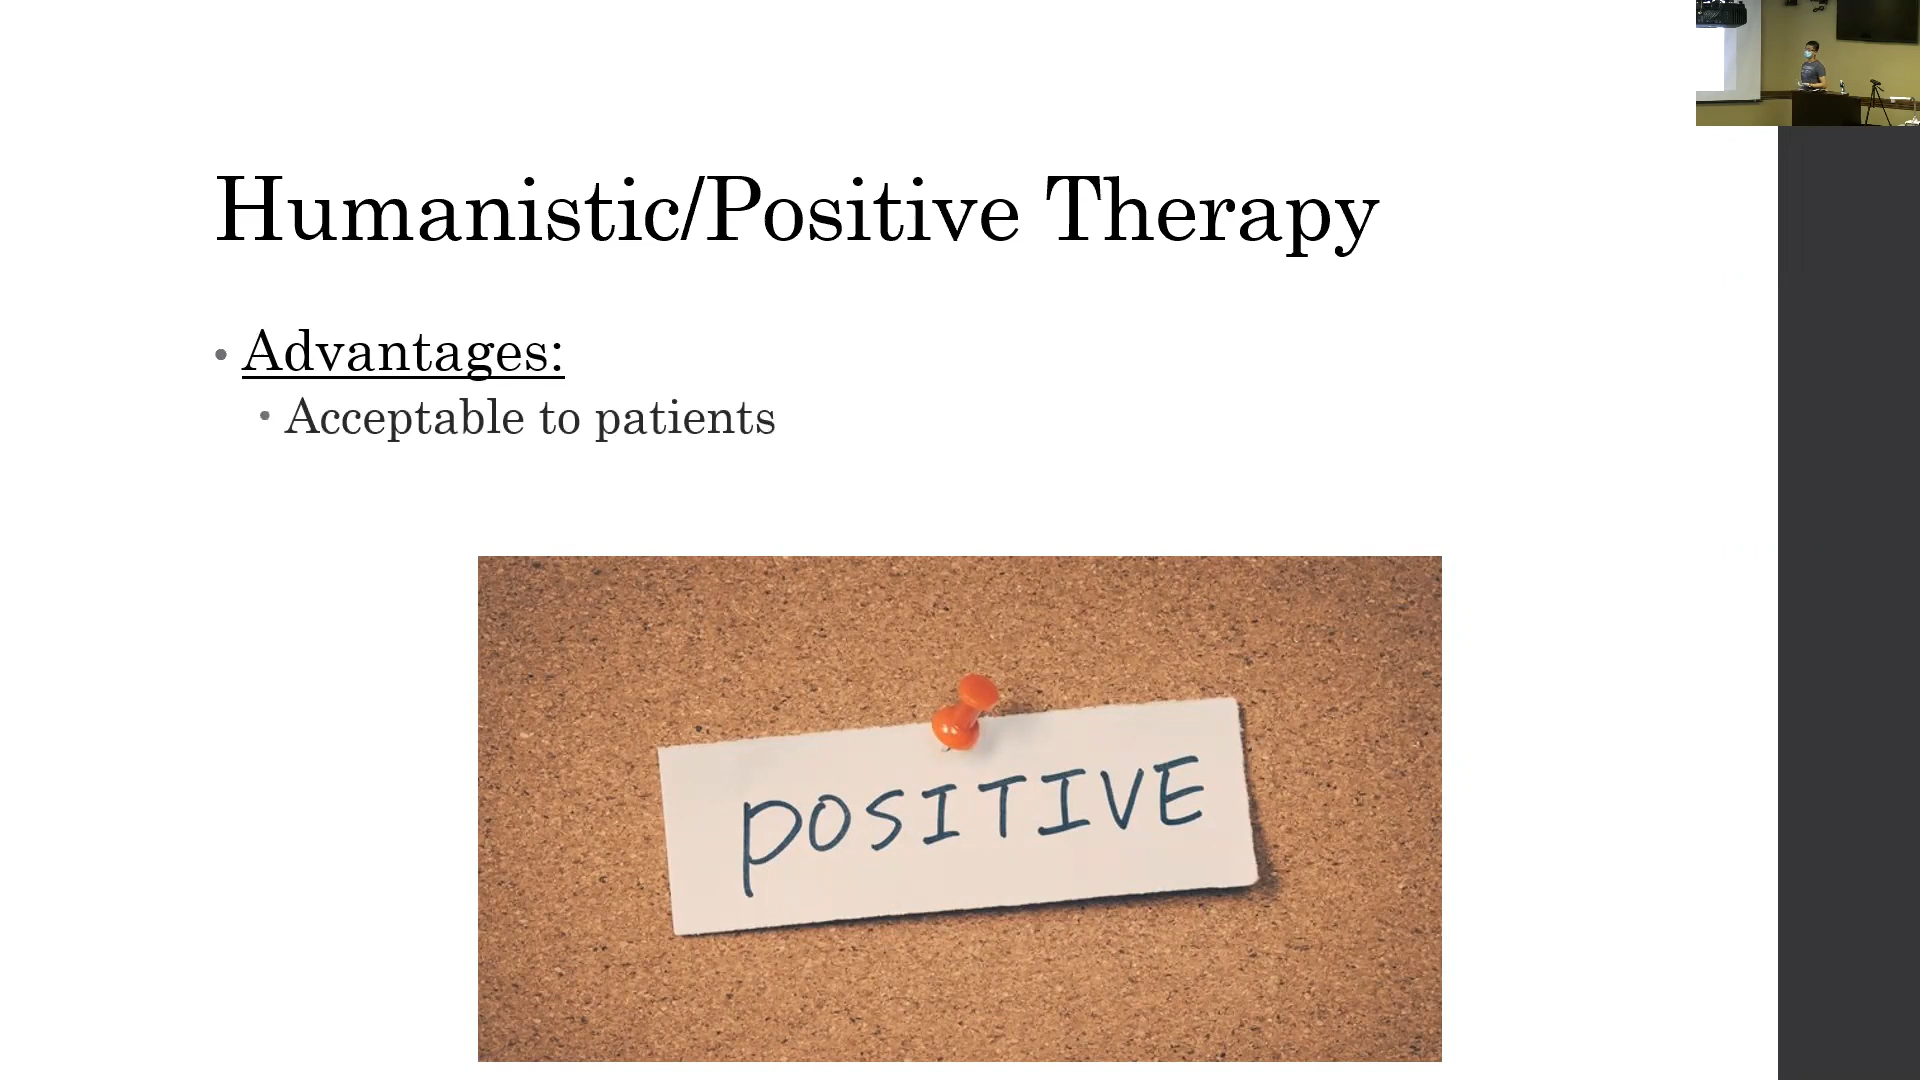 Humanistic/Positive Therapy
• Advantages:
• Acceptable to patients
POSITIVE